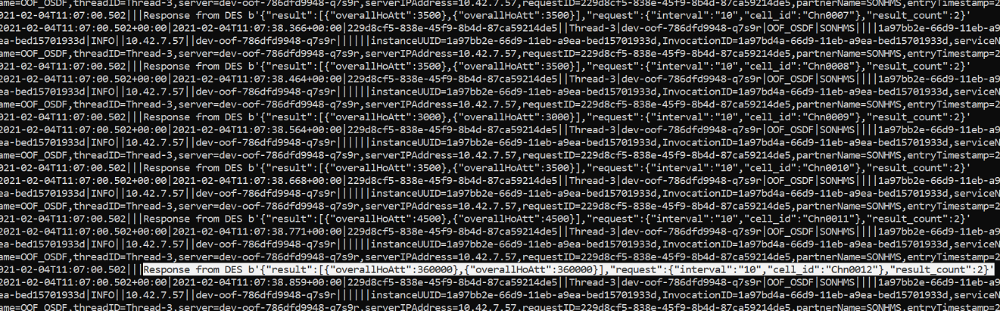 ame=OOF_OSDF,threadID=Thread-3,server=dev-oof-786dfd9948-q7s9r,serverIPAddress=10.42.7.57,requestID=229d8cf5-838e-45f9-8b4d-87ca59214de5,partnerName=SONHMS,entryTimestamp=2
021-02-04T11:07:00.502|||Response from DES b'{"result":[{"overallHoAtt":3500},{"overallHoAtt":3500}],"request":{"interval":"10","cell_id":"Chn0007"},"result_count":2}'
2021-02-04T11:07:00.502+00:00|2021-02-04T11:07:38.366+00:00|229d8cf5-838e-45f9-8b4d-87ca59214de5||Thread-3|dev-oof-786dfd9948-q7s9r|OOF_OSDF|SONHMS||||1a97bb2e-66d9-11eb-a
ea-bed15701933d|INFO||10.42.7.57||dev-oof-786dfd9948-q7s9r||||||instanceUUID=1a97bb2e-66d9-11eb-a9ea-bed15701933d,InvocationID=1a97bd4a-66d9-11eb-a9ea-bed15701933d,serviceN
ame=OOF_OSDF,threadID=Thread-3,server=dev-oof-786dfd9948-q7s9r,serverIPAddress=10.42.7.57,requestID=229d8cf5-838e-45f9-8b4d-87ca59214de5,partnerName=SONHMS,entryTimestamp=2
021-02-04T11:07:00.502|||Response from DES b'{"result":[{"overallHoAtt":3500},{"overallHoAtt":3500}],"request":{"interval":"10","cell_id":"Chn0008"},"result_count":2}'
2021-02-04T11:07:00.502+00:00|2021-02-04T11:07:38.464+00:00|229d8cf5-838e-45f9-8b4d-87ca59214de5||Thread-3|dev-oof-786dfd9948-q7s9r|OOF_OSDF|SONHMS||||1a97bb2e-66d9-11eb-a
ea-bed15701933d|INFO||10.42.7.57||dev-oof-786dfd9948-q7s9r||||||instanceUUID=1a97bb2e-66d9-11eb-a9ea-bed15701933d,InvocationID=1a97bd4a-66d9-11eb-a9ea-bed15701933d,serviceN
ame=OOF_OSDF,threadID=Thread-3,server=dev-oof-786dfd9948-q7s9r,serverIPAddress=10.42.7.57,requestID=229d8cf5-838e-45f9-8b4d-87ca59214de5,partnerName=SONHMS,entryTimestamp=2
021-02-04T11:07:00.502|||Response from DES b'{"result":[{"overallHoAtt":3000},{"overallHoAtt":3000}],"request":{"interval":"10","cell_id":"Chn0009"},"result_count":2}'
2021-02-04T11:07:00.502+00:00|2021-02-04T11:07:38.564+00:00|229d8cf5-838e-45f9-8b4d-87ca59214de5||Thread-3|dev-oof-786dfd9948-q7s9r|OOF_OSDF|SONHMS||||1a97bb2e-66d9-11eb-a
ea-bed15701933d|INFO||10.42.7.57||dev-oof-786dfd9948-q7s9r||||||instanceUUID=1a97bb2e-66d9-11eb-a9ea-bed15701933d,InvocationID=1a97bd4a-66d9-11eb-a9ea-bed15701933d,serviceN
ame=OOF_OSDF,threadID=Thread-3,server=dev-oof-786dfd9948-q7s9r,serverIPAddress=10.42.7.57,requestID=229d8cf5-838e-45f9-8b4d-87ca59214de5,partnerName=SONHMS,entryTimestamp=2
021-02-04T11:07:00.502|||Response from DES b'{"result":[{"overallHoAtt":3500},{"overallHoAtt":3500}],"request":{"interval":"10","cell_id":"Chn0010"},"result_count":2}'
2021-02-04T11:07:00.502+00:00|2021-02-04T11:07:38.668+00:00|229d8cf5-838e-45f9-8b4d-87ca59214de5||Thread-3|dev-oof-786dfd9948-q7s9r|OOF_OSDF|SONHMS||||1a97bb2e-66d9-11eb-a
ea-bed15701933d|INFO||10.42.7.57||dev-oof-786dfd9948-q7s9r||||||instanceUUID=1a97bb2e-66d9-11eb-a9ea-bed15701933d,InvocationID=1a97bd4a-66d9-11eb-a9ea-bed15701933d,serviceN
ame=OOF_OSDF,threadID=Thread-3,server=dev-oof-786dfd9948-q7s9r,serverIPAddress=10.42.7.57,requestID=229d8cf5-838e-45f9-8b4d-87ca59214de5,partnerName=SONHMS,entryTimestamp=2
021-02-04T11:07:00.502|||Response from DES b'{"result":[{"overallHoAtt":4500},{"overallHoAtt":4500}],"request":{"interval":"10","cell_id":"Chn0011"},"result_count":2}'
2021-02-04T11:07:00.502+00:00|2021-02-04T11:07:38.771+00:00|229d8cf5-838e-45f9-8b4d-87ca59214de5||Thread-3|dev-oof-786dfd9948-q7s9r|OOF_OSDF|SONHMS||||1a97bb2e-66d9-11eb-a
ea-bed15701933d|INFO||10.42.7.57||dev-oof-786dfd9948-q7s9r||||||instanceUUID=1a97bb2e-66d9-11eb-a9ea-bed15701933d,InvocationID=1a97bd4a-66d9-11eb-a9ea-bed15701933d,serviceN
ame=OOF_OSDF,threadID=Thread-3,server=dev-oof-786dfd9948-q7s9r,serverIPAddress=10.42.7.57,requestID=229d8cf5-838e-45f9-8b4d-87ca59214de5,partnerName=SONHMS,entryTimestamp=2
021-02-04T11:07:00.502|||Response from DES b'{"result":[{"overallHoAtt":360000},{"overallHoAtt":360000}],"request":{"interval":"10","cell_id":"Chn0012"},"result_count":2}'
2021-02-04T11:07:00.502+00:00|2021-02-04T11:07:38.859+00:00|229d8cf5-838e-45f9-8b4d-87ca59214de5||Thread-3|dev-oof-786dfd9948-q7s9r|OOF_OSDF|SONHMS||||1a97bb2e-66d9-11eb-a
ea-bed15701933d|INFO||10.42.7.57||dev-oof-786dfd9948-q7s9r||||||instanceUUID=1a97bb2e-66d9-11eb-a9ea-bed15701933d,InvocationID=1a97bd4a-66d9-11eb-a9ea-bed15701933d,serviceN
ame=OOF_OSDF,threadID=Thread-3,server=dev-oof-786dfd9948-q7s9r,serverIPAddress=10.42.7.57,requestID=229d8cf5-838e-45f9-8b4d-87ca59214de5,partnerName=SONHMS,entryTimestamp=2